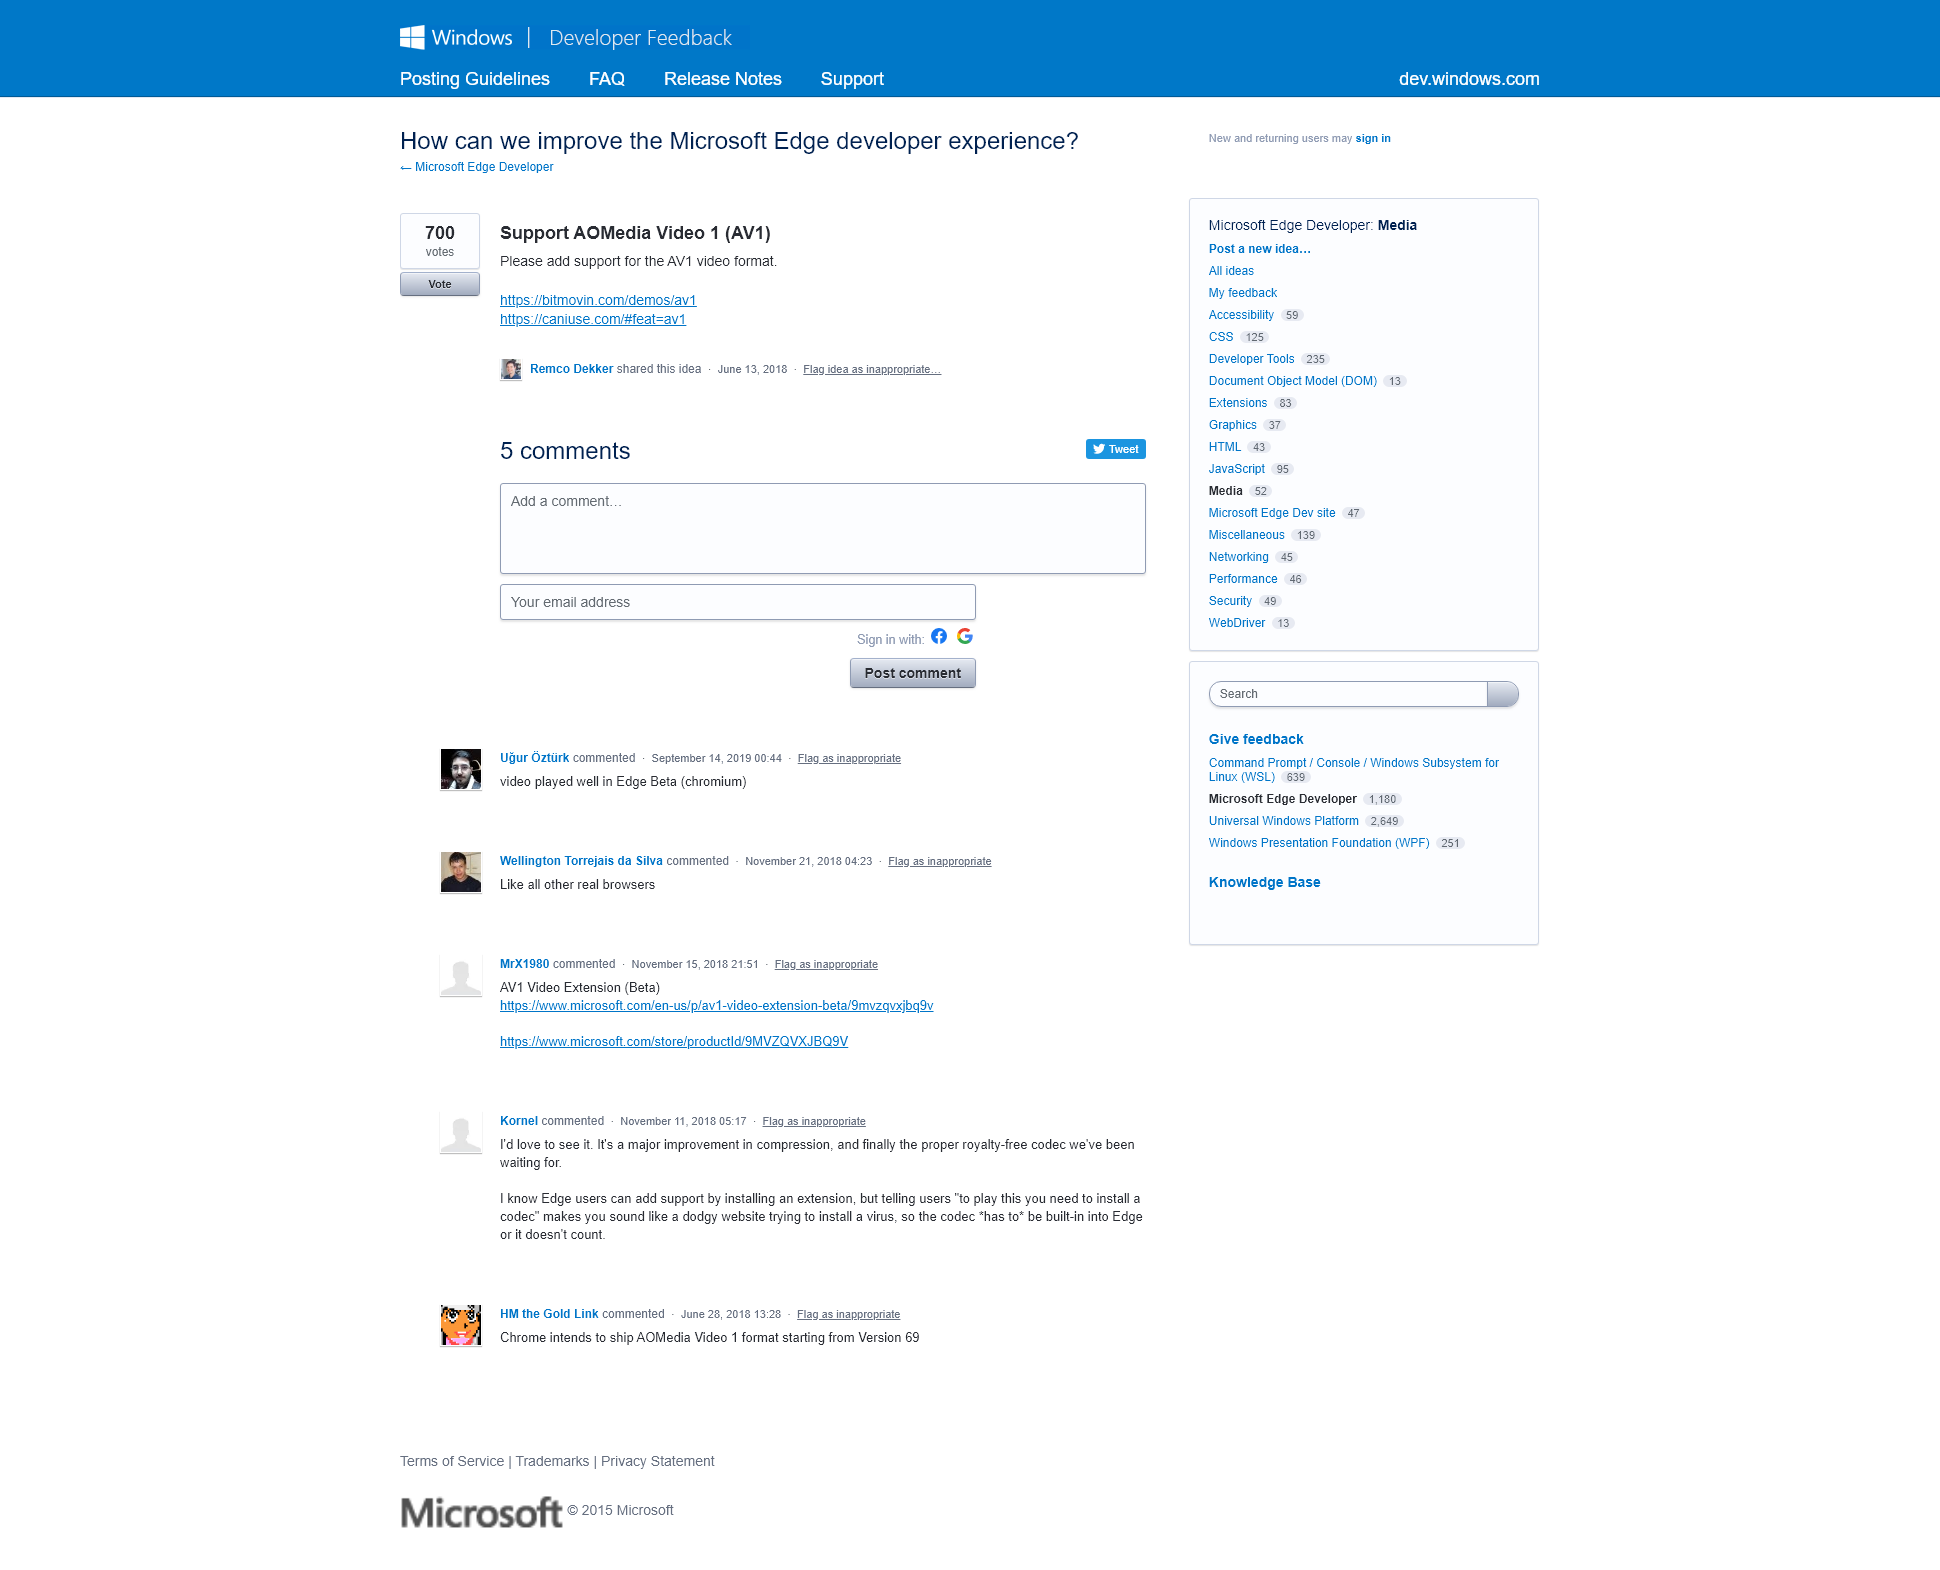 Windows | Developer Feedback
Posting Guidelines FAQ Release Notes Support dev.windows.com
How can we improve the Microsoft Edge developer experience?
← Microsoft Edge Developer
New and returning users may sign in
700
votes
Vote
Support AOMedia Video 1 (AV1)
Please add support for the AV1 video format.
https://bitmovin.com/demos/av1
https://caniuse.com/#feat=av1
Remco Dekker shared this idea · June 13, 2018 · Flag idea as inappropriate…
5 comments
Tweet
Add a comment…
Your email address
Sign in with:
Post comment
Uğur Öztürk commented · September 14, 2019 00:44 · Flag as inappropriate
video played well in Edge Beta (chromium)
Wellington Torrejais da Silva commented · November 21, 2018 04:23 · Flag as inappropriate
Like all other real browsers
MrX1980 commented · November 15, 2018 21:51 · Flag as inappropriate
AV1 Video Extension (Beta)
https://www.microsoft.com/en-us/p/av1-video-extension-beta/9mvzqvxjbq9v
https://www.microsoft.com/store/productId/9MVZQVXJBQ9V
Kornel commented · November 11, 2018 05:17 · Flag as inappropriate
I'd love to see it. It's a major improvement in compression, and finally the proper royalty-free codec we've been
waiting for.
I know Edge users can add support by installing an extension, but telling users "to play this you need to install a
codec" makes you sound like a dodgy website trying to install a virus, so the codec *has to* be built-in into Edge
or it doesn't count.
HM the Gold Link commented · June 28, 2018 13:28 · Flag as inappropriate
Chrome intends to ship AOMedia Video 1 format starting from Version 69
Microsoft Edge Developer: Media
Post a new idea…
All ideas
My feedback
Accessibility 59
CSS 125
Developer Tools 235
Document Object Model (DOM) 13
Extensions 83
Graphics 37
HTML 43
JavaScript 95
Media 52
Microsoft Edge Dev site 47
Miscellaneous 139
Networking 45
Performance 46
Security 49
WebDriver 13
Search
Give feedback
Command Prompt / Console / Windows Subsystem for
Linux (WSL) 639
Microsoft Edge Developer 1,180
Universal Windows Platform 2,649
Windows Presentation Foundation (WPF) 251
Knowledge Base
Terms of Service | Trademarks | Privacy Statement
Microsoft © 2015 Microsoft